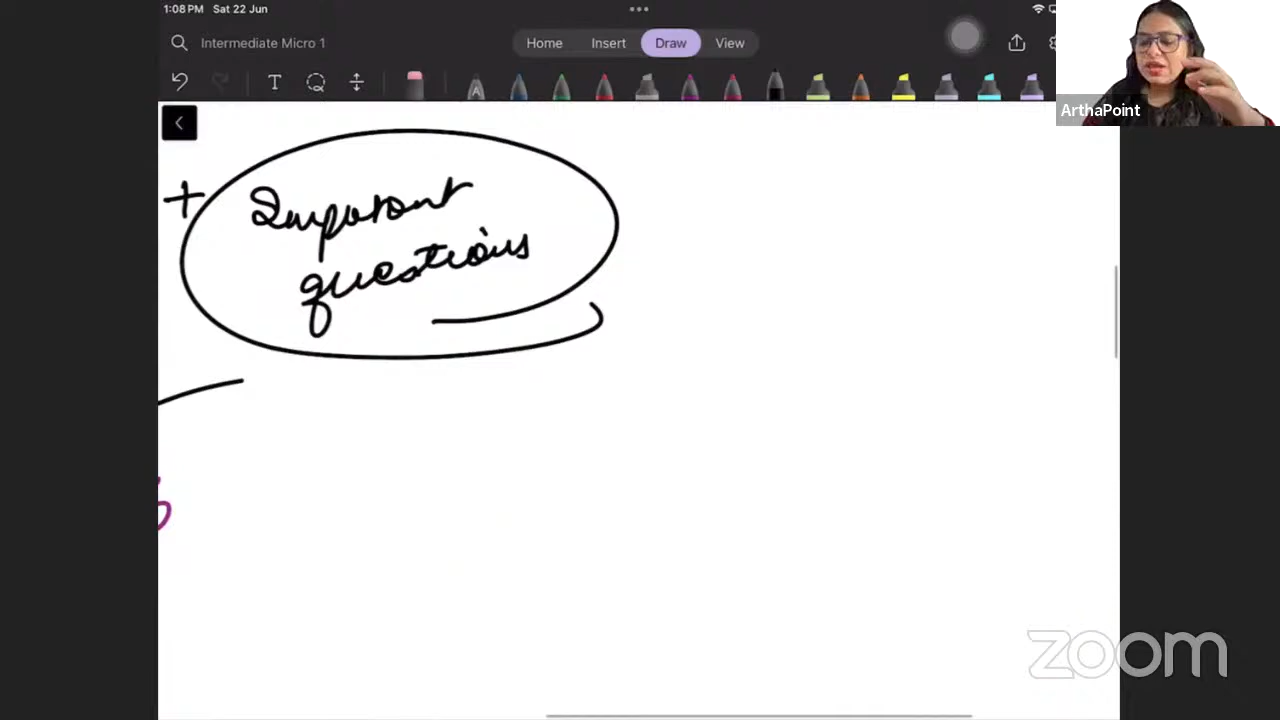 1:08 PM Sat 22 Jun
Intermediate Micro 1
Home Insert Draw View
T
A
ArthaPoint
+ Important
questions
zoom